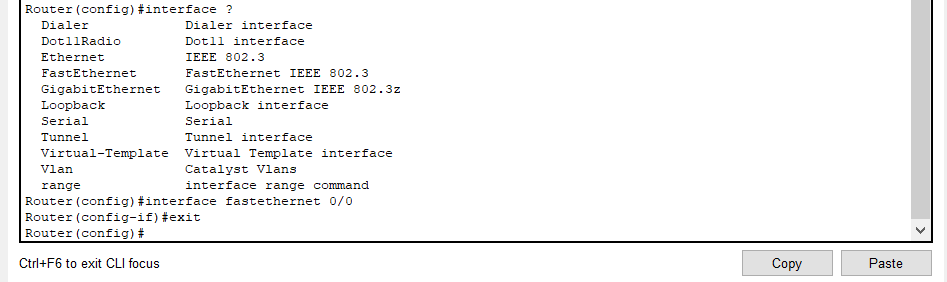 Router(config)#interface ?
Dialer Dialer interface
Dot11Radio Dot11 interface
Ethernet IEEE 802.3
FastEthernet FastEthernet IEEE 802.3
GigabitEthernet GigabitEthernet IEEE 802.3z
Loopback Loopback interface
Serial Serial
Tunnel Tunnel interface
Virtual-Template Virtual Template interface
Vlan Catalyst Vlans
range interface range command
Router(config)#interface fastethernet 0/0
Router(config-if)#exit
Router(config)#
Ctrl+F6 to exit CLI focus
Copy
Paste